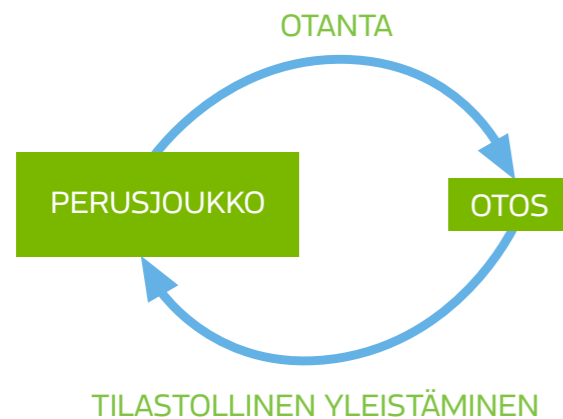 OTANTA
PERUSJOUKKO
OTOS
TILASTOLLINEN YLEISTÄMINEN